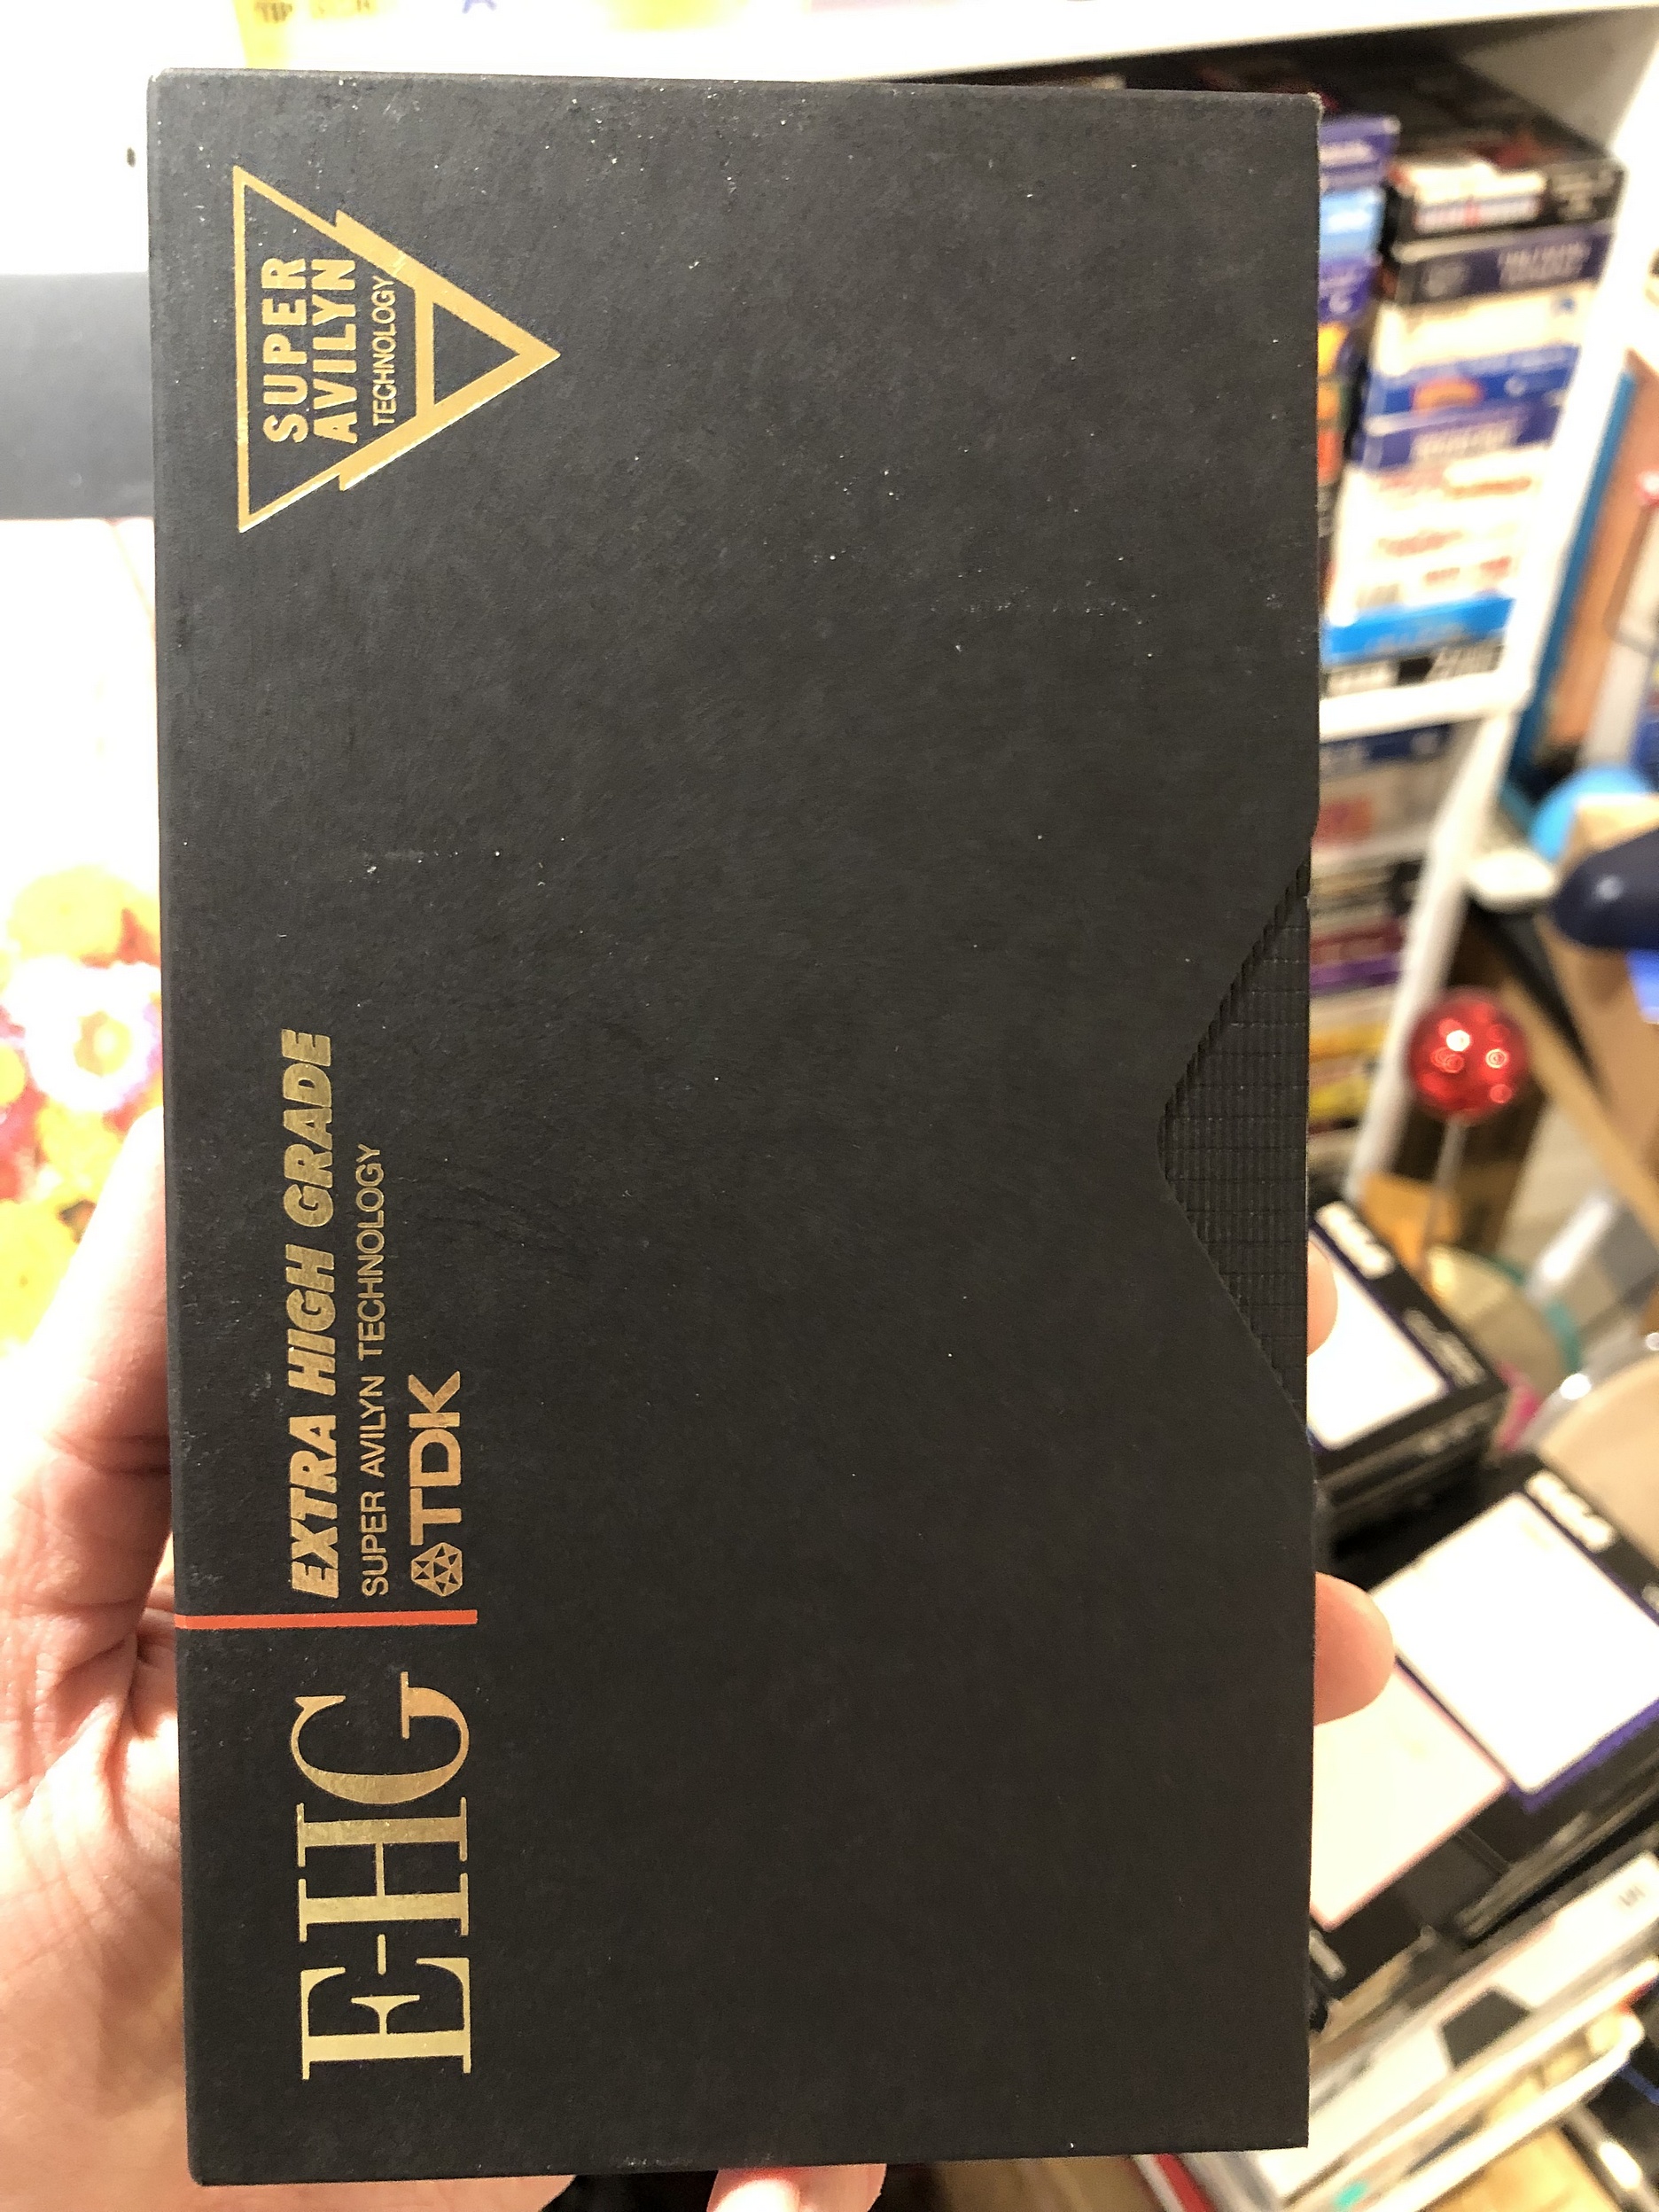 E-HG
EXTRA HIGH GRADE
SUPER AVILYN TECHNOLOGY
TDK
SUPER
AVILYN
TECHNOLOGY